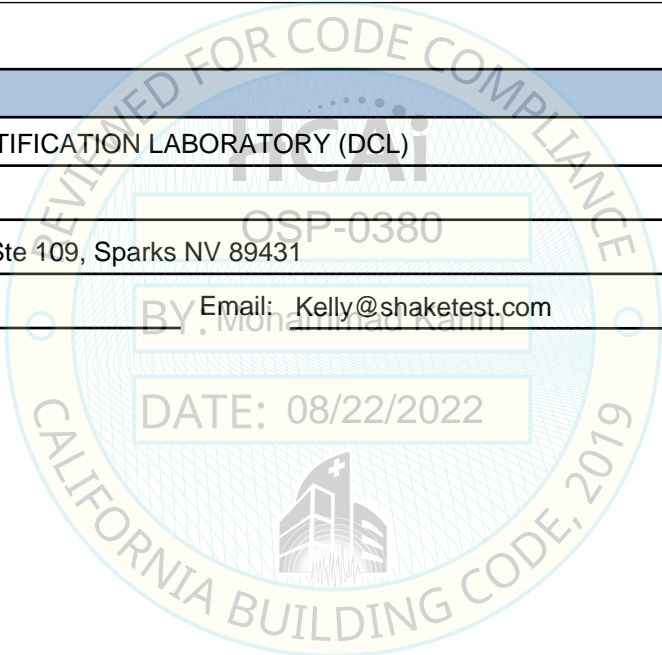 REVIEWED FOR CODE COMPLIANCE
HCAi
TIFICATION LABORATORY (DCL)
OSP-0380
Ste 109, Sparks NV 89431
Email: Kelly@shaketest.com
BY: Mohammad Karim
DATE: 08/22/2022
CALIFORNIA BUILDING CODE, 2019